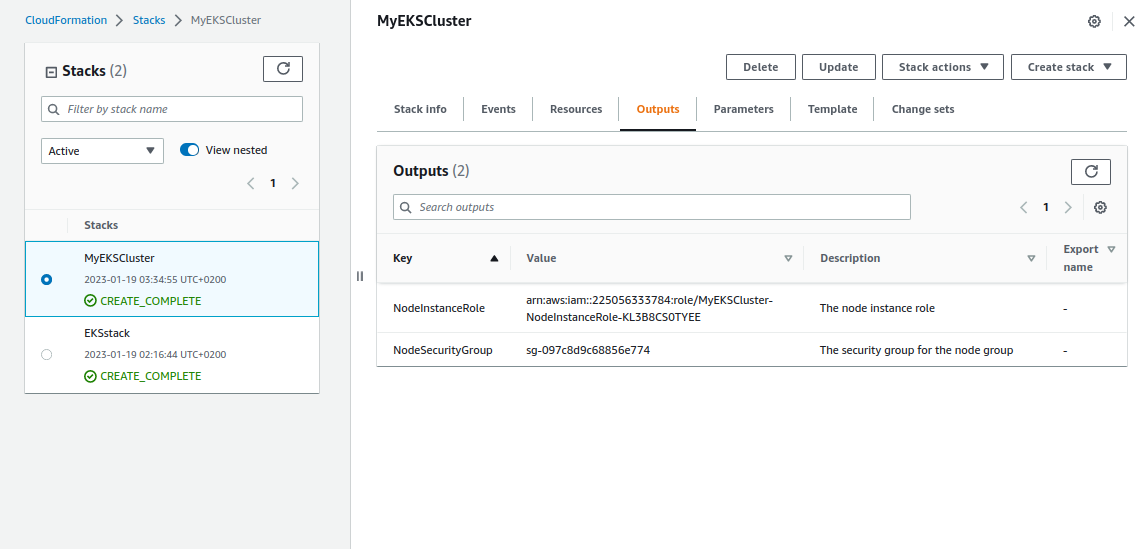 CloudFormation > Stacks > MyEKSCluster
Stacks (2)
Filter by stack name
Active
View nested
1
Stacks
MyEKSCluster
2023-01-19 03:34:55 UTC+0200
CREATE_COMPLETE
EKSstack
2023-01-19 02:16:44 UTC+0200
CREATE_COMPLETE
MyEKSCluster
Delete Update Stack actions Create stack
Stack info Events Resources Outputs Parameters Template Change sets
Outputs (2)
Search outputs
1
Key Value Description Export
name
NodeInstanceRole arn:aws:iam::225056333784:role/MyEKSCluster- The node instance role -
NodeInstanceRole-KL3B8CS0TYEE
NodeSecurityGroup sg-097c8d9c68856e774 The security group for the node group -